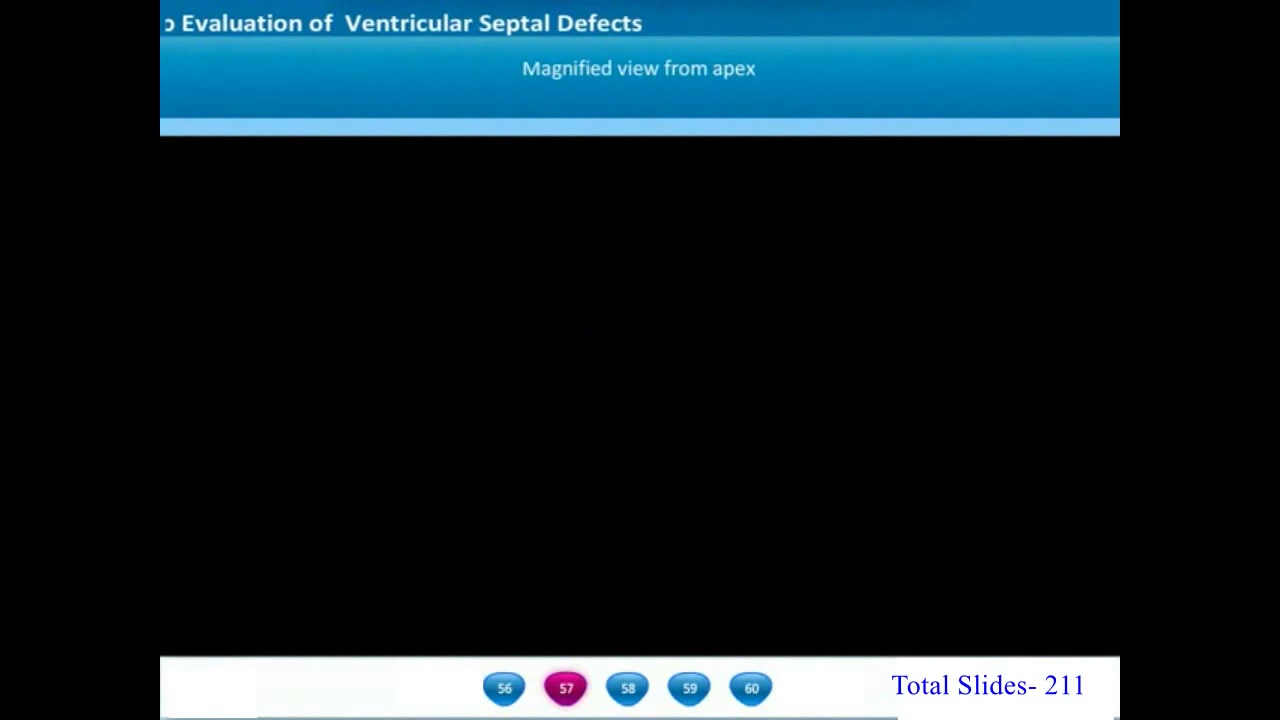 o Evaluation of Ventricular Septal Defects
Magnified view from apex
56 57 58 59 60
Total Slides- 211